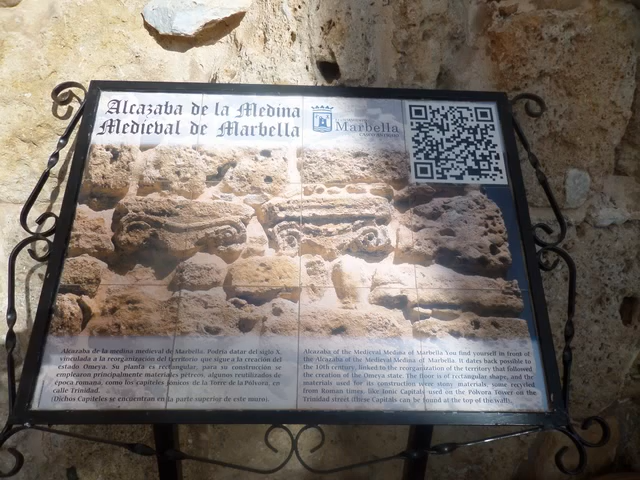 Alcazaba de la Medina
Medieval de Marbella
Marbella
Alcazaba de la medina medieval de Marbella. Podría datar del siglo X,
vinculada a la reorganización del territorio que sigue a la creación del
estado Omeya. Su planta es rectangular, para su construcción se
emplearon principalmente materiales pétreos, algunos reutilizados de
época romana, como los capiteles jónicos de la Torre de la Pólvora, en
calle Trinidad.
(Dichos Capiteles se encuentran en la parte superior de este muro).
Alcazaba of the Medieval Medina of Marbella You find yourself in front of
the Alcazaba of the Medieval Medina of Marbella. It dates back possible to
the 10th century, linked to the reorganization of the territory that followed
the creation of the Omeya state. The floor is of rectangular shape, and the
materials used for its construction were stony materials, some recycled
from Roman times, like Ionic Capitals used on the Pólvora Tower on the
Trinidad street (These Capitals can be found at the top of the wall).